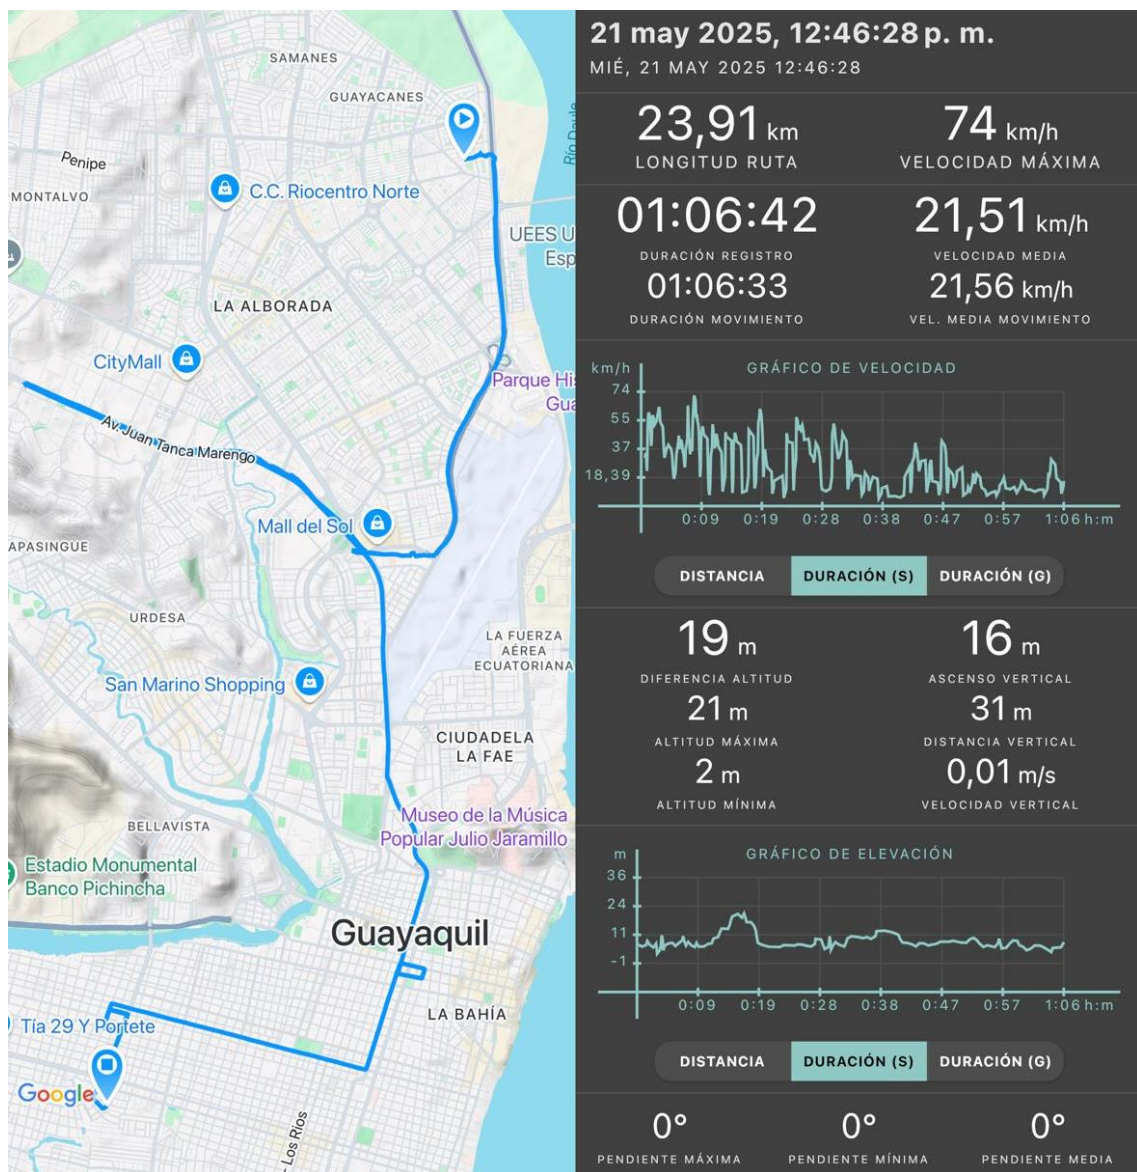 SAMANES
GUAYACANES
Penipe
MONTALVO
C.C. Riocentro Norte
Río Daule
UEES U
Esp
LA ALBORADA
CityMall
Parque His
Gua
Av. Juan Tanca Marengo
Mall del Sol
APASINGUE
URDESA
LA FUERZA
AÉREA
ECUATORIANA
San Marino Shopping
CIUDADELA
LA FAE
Museo de la Música
Popular Julio Jaramillo
BELLAVISTA
Estadio Monumental
Banco Pichincha
Guayaquil
LA BAHÍA
Tía 29 Y Portete
Google
- Los Rios
21 may 2025, 12:46:28 p. m.
MIÉ, 21 MAY 2025 12:46:28
23,91 km 74 km/h
LONGITUD RUTA VELOCIDAD MÁXIMA
01:06:42 21,51 km/h
DURACIÓN REGISTRO VELOCIDAD MEDIA
01:06:33 21,56 km/h
DURACIÓN MOVIMIENTO VEL. MEDIA MOVIMIENTO
km/h GRÁFICO DE VELOCIDAD
74
55
37
18,39
0:09 0:19 0:28 0:38 0:47 0:57 1:06 h:m
DISTANCIA DURACIÓN (S) DURACIÓN (G)
19 m 16 m
DIFERENCIA ALTITUD ASCENSO VERTICAL
21 m 31 m
ALTITUD MÁXIMA DISTANCIA VERTICAL
2 m 0,01 m/s
ALTITUD MÍNIMA VELOCIDAD VERTICAL
m GRÁFICO DE ELEVACIÓN
36
24
11
-1
0:09 0:19 0:28 0:38 0:47 0:57 1:06 h:m
DISTANCIA DURACIÓN (S) DURACIÓN (G)
0° 0° 0°
PENDIENTE MÁXIMA PENDIENTE MÍNIMA PENDIENTE MEDIA